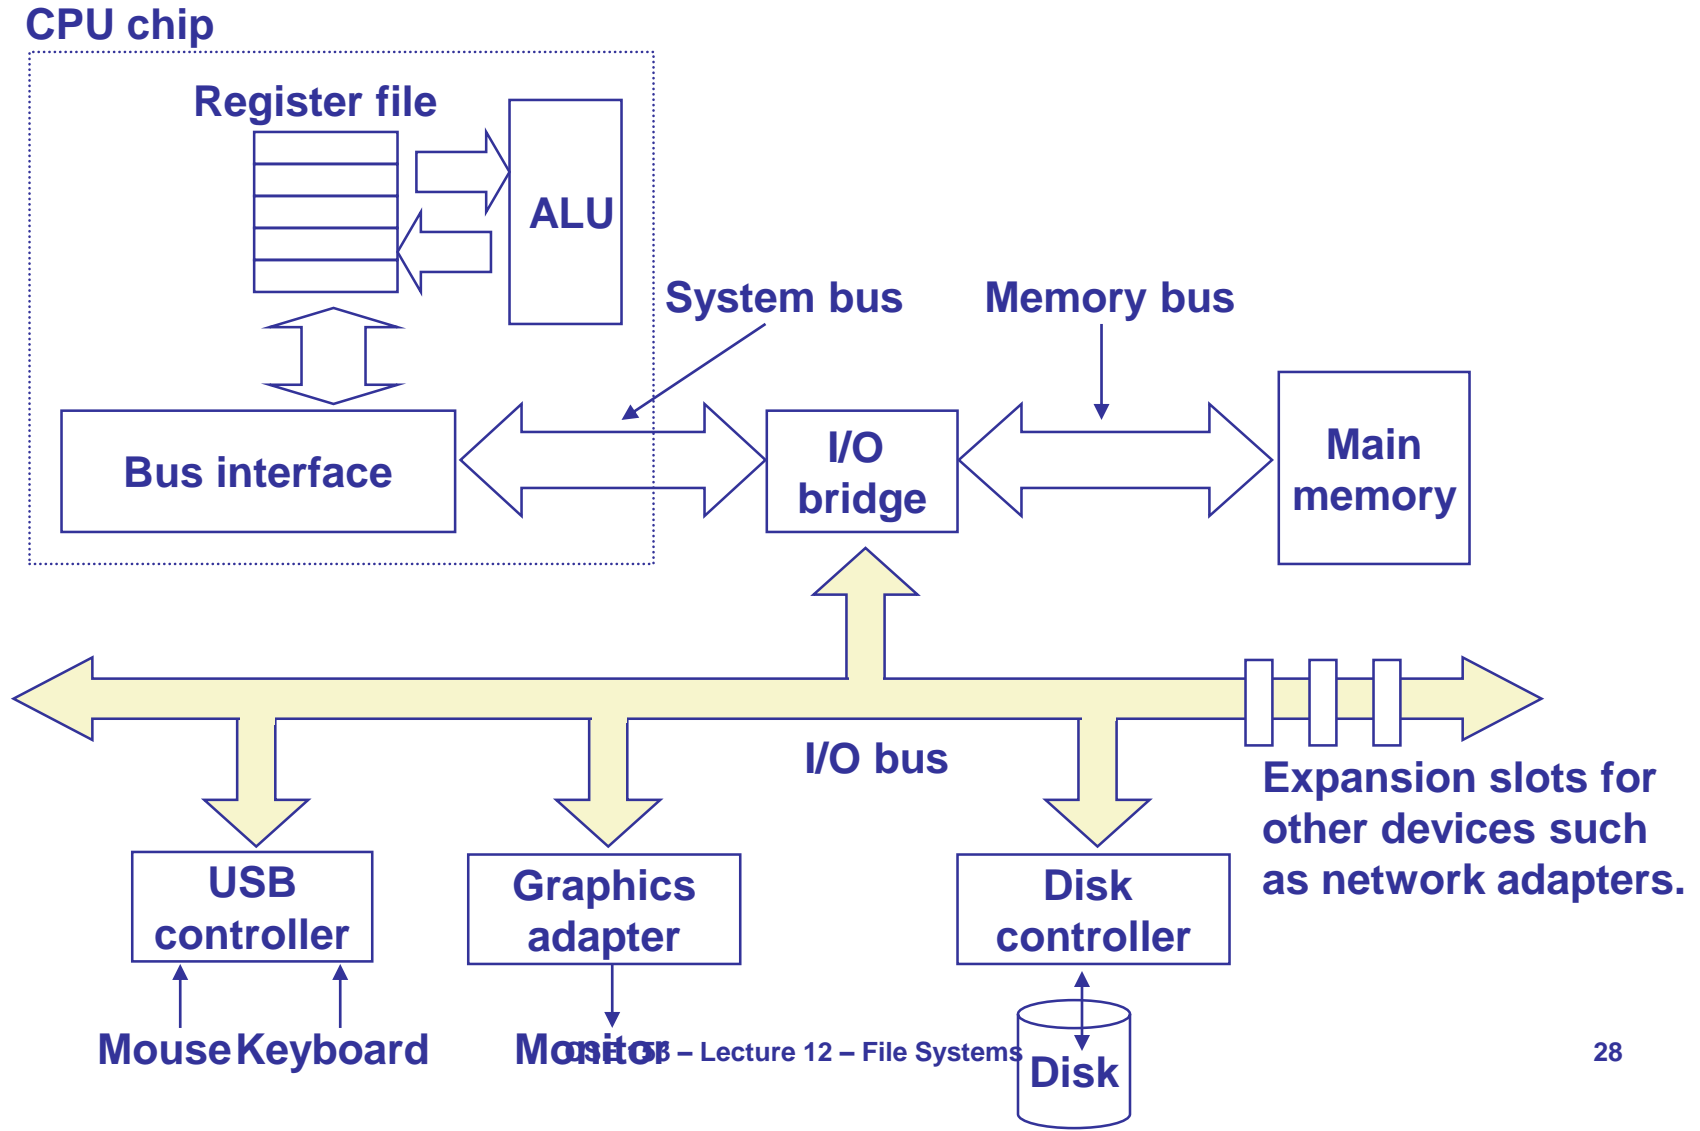 CPU chip
Register file
ALU
System bus
Memory bus
Bus interface
I/O
bridge
Main
memory
I/O bus
Expansion slots for
other devices such
as network adapters.
USB
controller
Graphics
adapter
Disk
controller
Mouse
Keyboard
Monitor
– Lecture 12 – File Systems
Disk
28